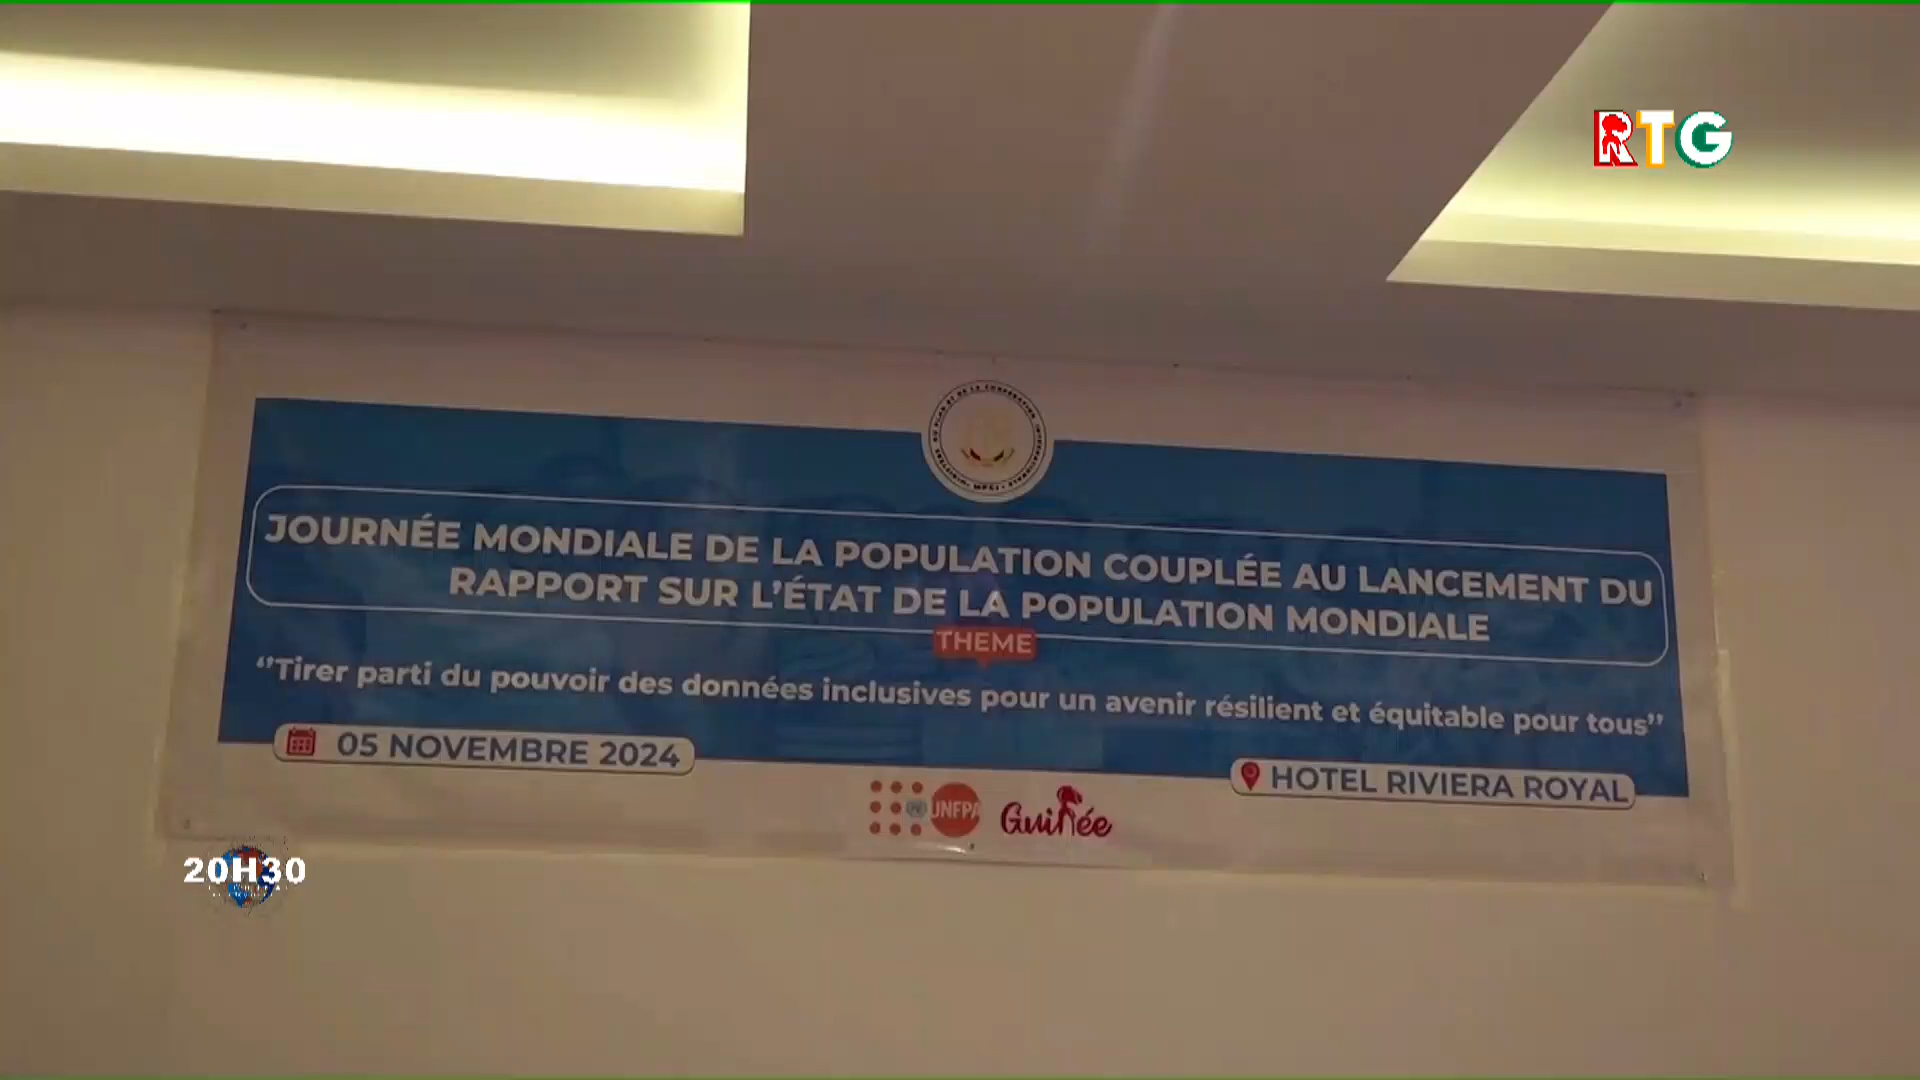 RTG
JOURNÉE MONDIALE DE LA POPULATION COUPLÉE AU LANCEMENT DU
RAPPORT SUR L'ÉTAT DE LA POPULATION MONDIALE
THEME
‘’Tirer parti du pouvoir des données inclusives pour un avenir résilient et équitable pour tous’’
05 NOVEMBRE 2024
HOTEL RIVIERA ROYAL
UNFPA
Guinée
20H30